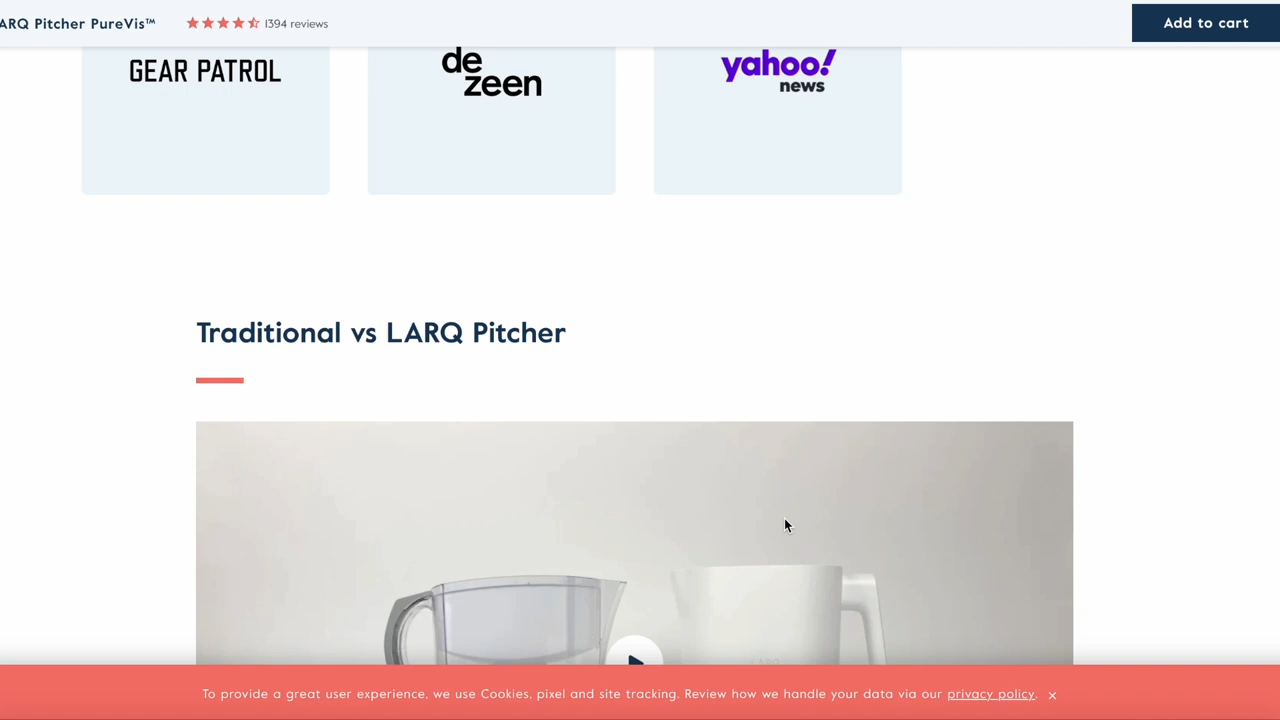 ARQ Pitcher PureVis™
1394 reviews
Add to cart
GEAR PATROL
de
zeen
yahoo!
news
Traditional vs LARQ Pitcher
To provide a great user experience, we use Cookies, pixel and site tracking. Review how we handle your data via our privacy policy. ×